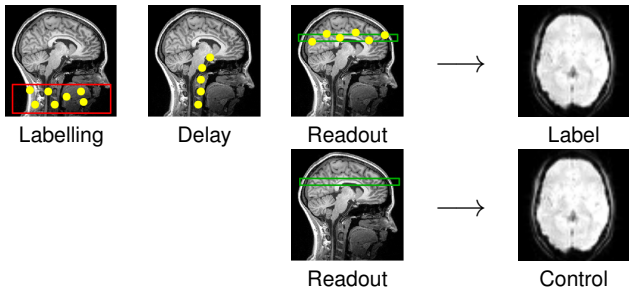 Labelling
Delay
Readout
Label
Readout
Control